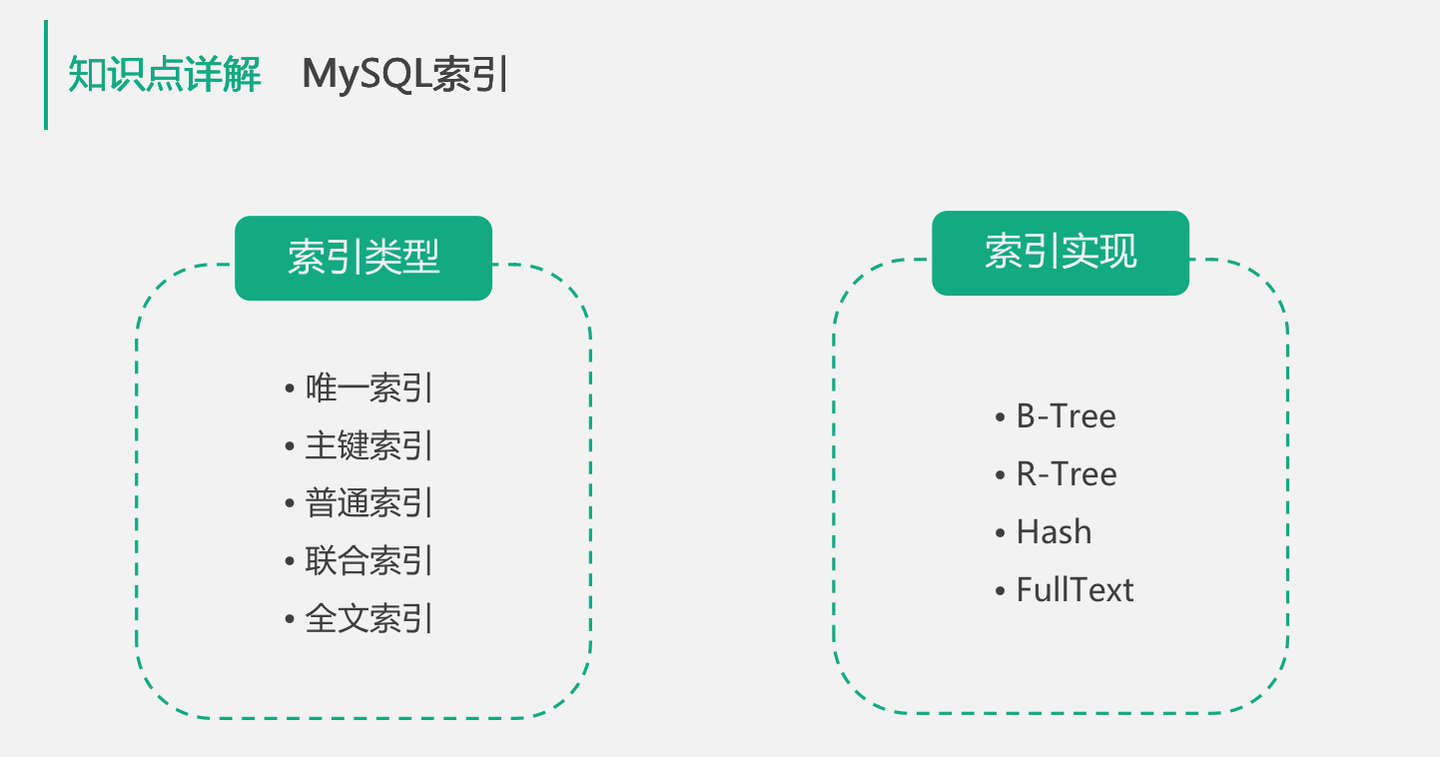 知识点详解 MySQL索引
索引类型
• 唯一索引
• 主键索引
• 普通索引
• 联合索引
• 全文索引
索引实现
• B-Tree
• R-Tree
• Hash
• FullText